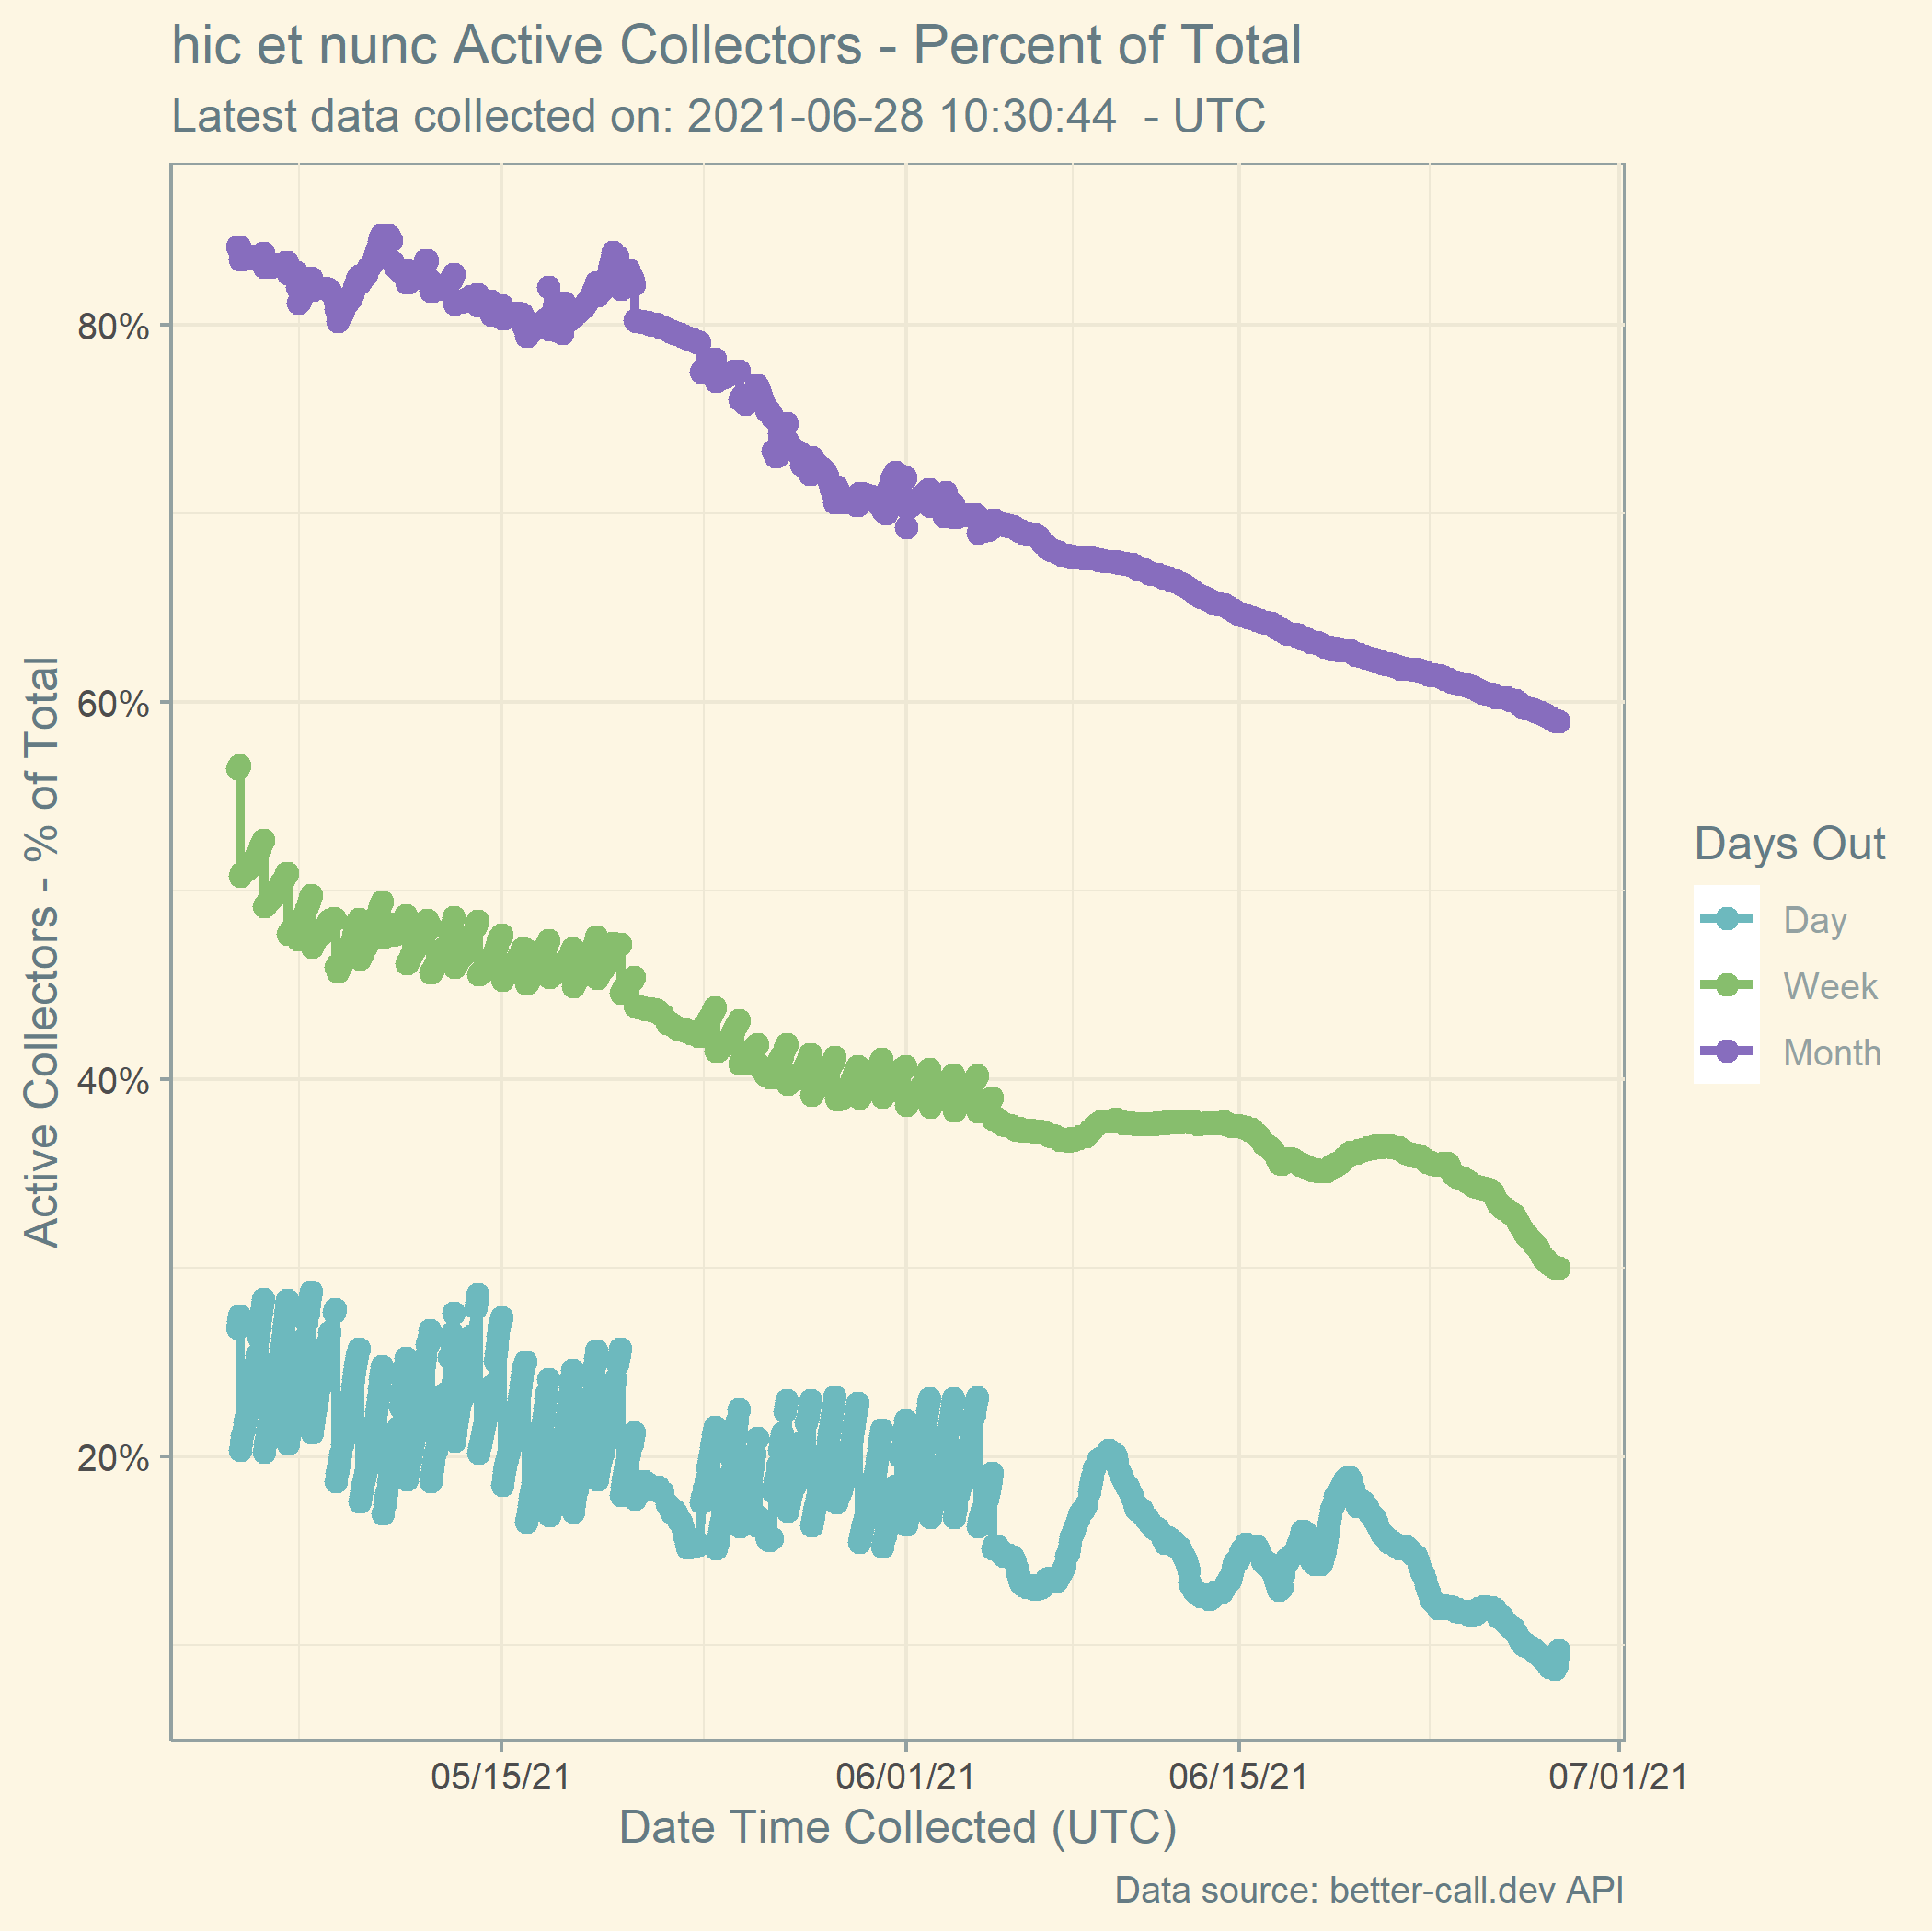 hic et nunc Active Collectors - Percent of Total
Latest data collected on: 2021-06-28 10:30:44  - UTC
Active Collectors - % of Total
80%
60%
40%
20%
05/15/21
06/01/21
06/15/21
07/01/21
Date Time Collected (UTC)
Days Out
Day
Week
Month
Data source: better-call.dev API